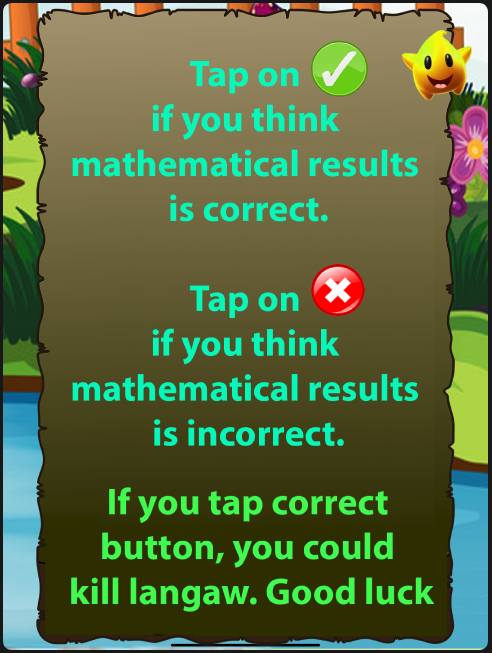 Tap on
if you think
mathematical results
is correct.
Tap on
if you think
mathematical results
is incorrect.
If you tap correct
button, you could
kill langaw. Good luck